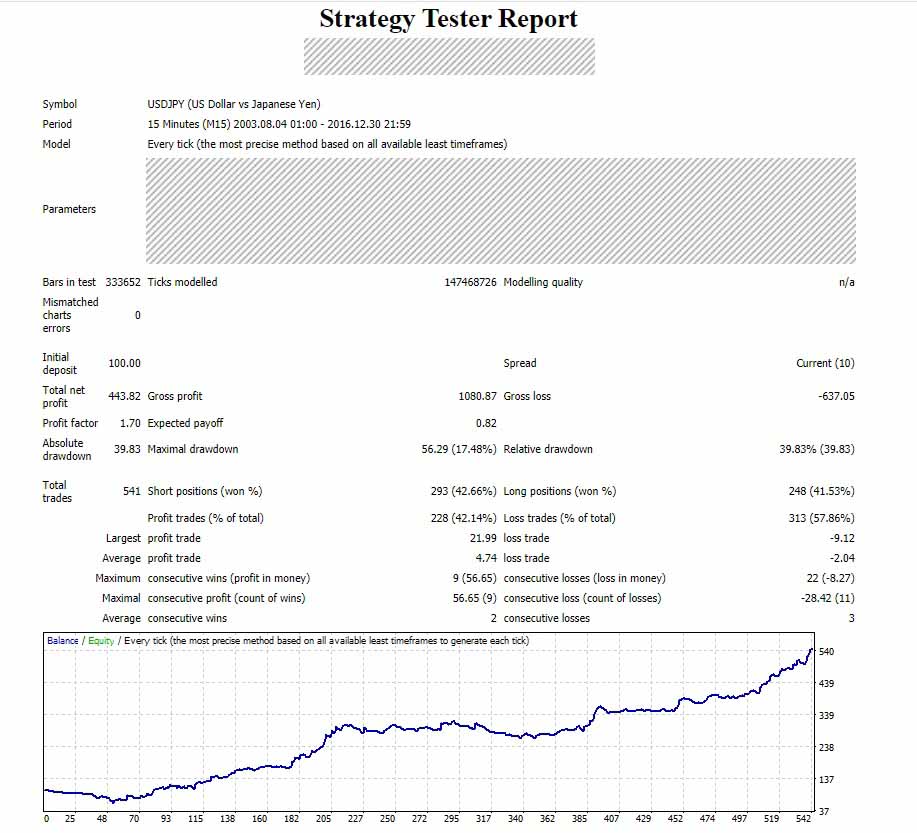 Strategy Tester Report
Symbol USDJPY (US Dollar vs Japanese Yen)
Period 15 Minutes (M15) 2003.08.04 01:00 - 2016.12.30 21:59
Model Every tick (the most precise method based on all available least timeframes)
Parameters
Bars in test 333652 Ticks modelled 147468726 Modelling quality n/a
Mismatched
charts 0
errors
Initial
deposit 100.00 Spread Current (10)
Total net
profit 443.82 Gross profit 1080.87 Gross loss -637.05
Profit factor 1.70 Expected payoff 0.82
Absolute
drawdown 39.83 Maximal drawdown 56.29 (17.48%) Relative drawdown 39.83% (39.83)
Total
trades 541 Short positions (won %) 293 (42.66%) Long positions (won %) 248 (41.53%)
Profit trades (% of total) 228 (42.14%) Loss trades (% of total) 313 (57.86%)
Largest profit trade 21.99 loss trade -9.12
Average profit trade 4.74 loss trade -2.04
Maximum consecutive wins (profit in money) 9 (56.65) consecutive losses (loss in money) 22 (-8.27)
Maximal consecutive profit (count of wins) 56.65 (9) consecutive loss (count of losses) -28.42 (11)
Average consecutive wins 2 consecutive losses 3
Balance / Equity / Every tick (the most precise method based on all available least timeframes to generate each tick)
540
439
339
238
137
37
0 25 48 70 93 115 138 160 183 205 227 250 272 295 317 340 362 385 407 429 452 474 497 519 542